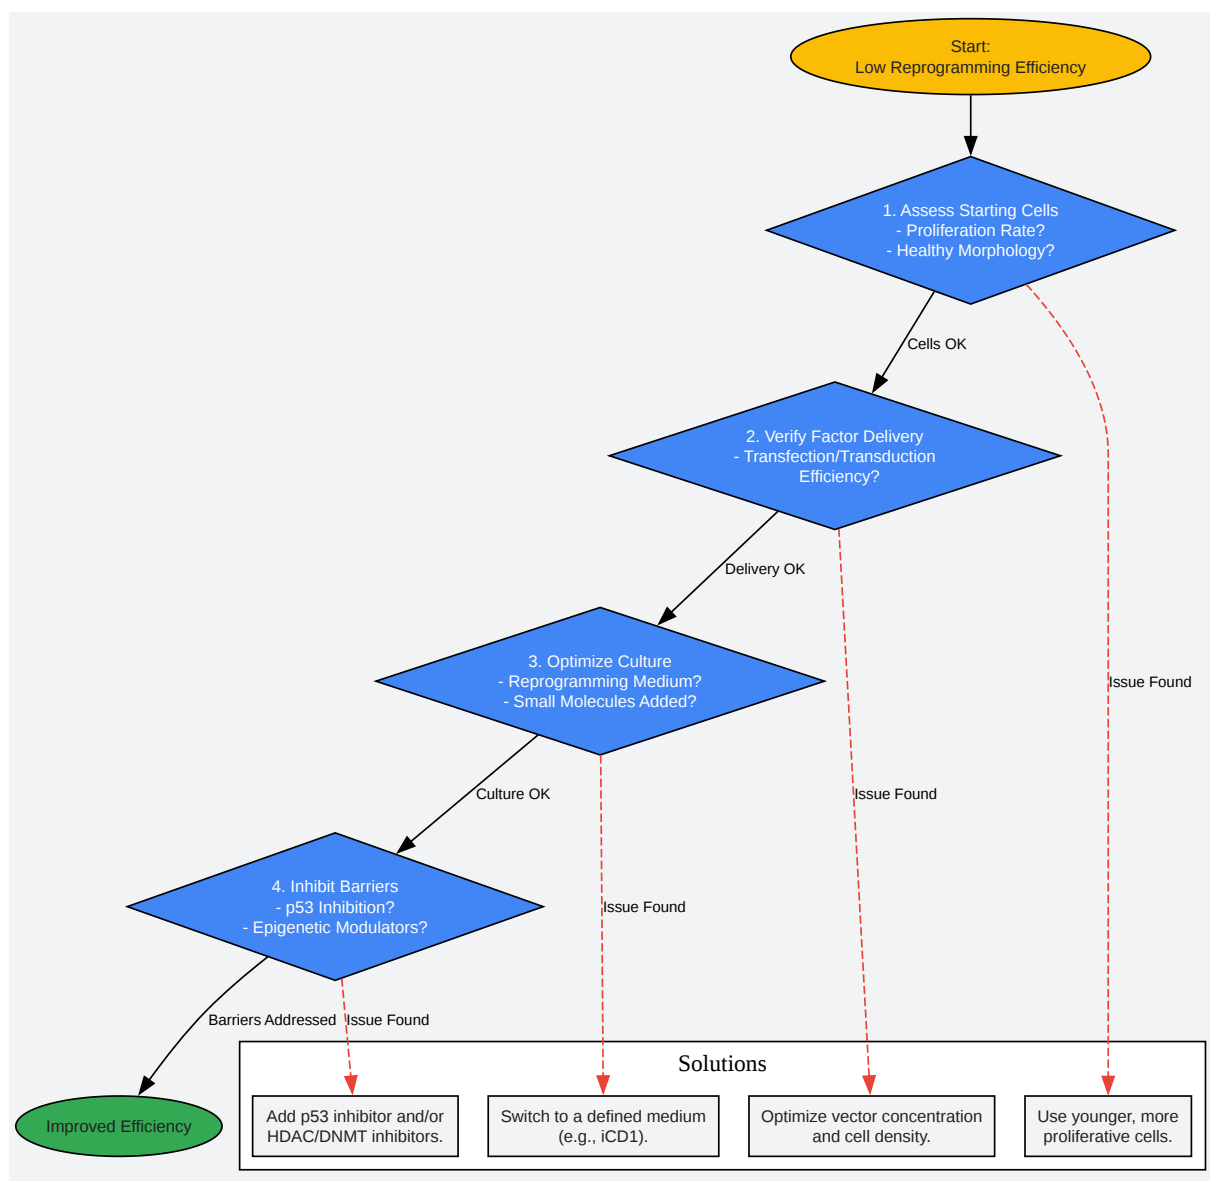 Start:
Low Reprogramming Efficiency
1. Assess Starting Cells
- Proliferation Rate?
- Healthy Morphology?
Cells OK
2. Verify Factor Delivery
- Transfection/Transduction
Efficiency?
Delivery OK
3. Optimize Culture
- Reprogramming Medium?
- Small Molecules Added?
Issue Found
Culture OK
Issue Found
4. Inhibit Barriers
- p53 Inhibition?
- Epigenetic Modulators?
Issue Found
Barriers Addressed
Issue Found
Solutions
Improved Efficiency
Add p53 inhibitor and/or
HDAC/DNMT inhibitors.
Switch to a defined medium
(e.g., iCD1).
Optimize vector concentration
and cell density.
Use younger, more
proliferative cells.